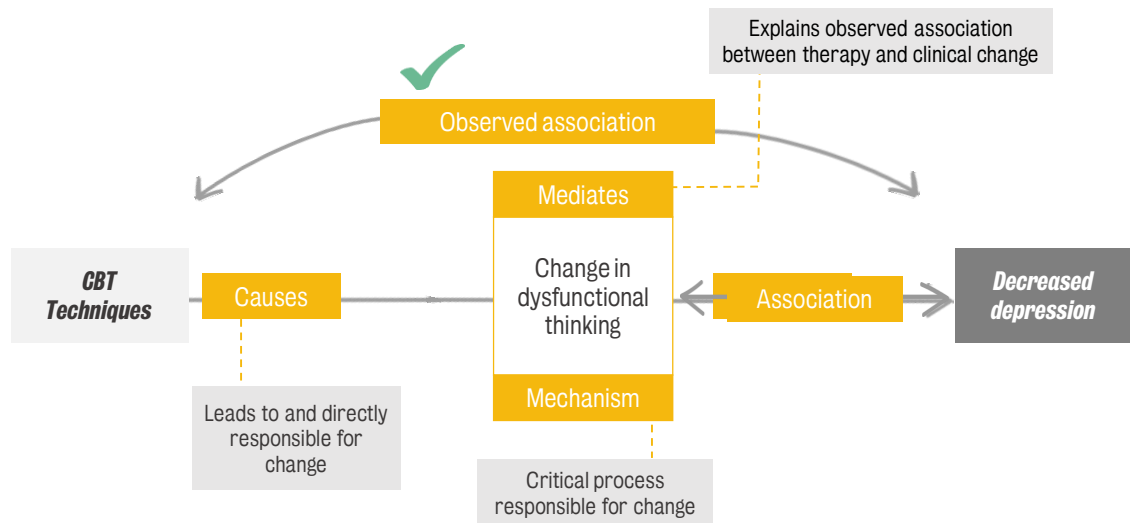 Explains observed association
between therapy and clinical change
Observed association
Mediates
CBT
Techniques
Causes
Change in
dysfunctional
thinking
Association
Decreased
depression
Mechanism
Leads to and directly
responsible for
change
Critical process
responsible for change